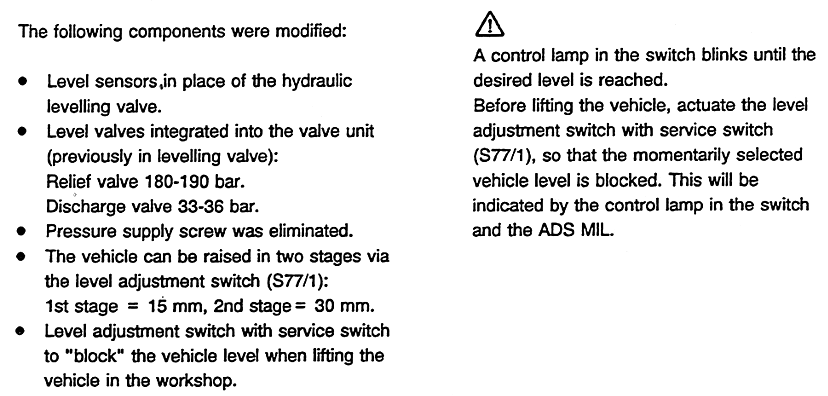 The following components were modified:
● Level sensors,in place of the hydraulic
levelling valve.
● Level valves integrated into the valve unit
(previously in levelling valve):
Relief valve 180-190 bar.
Discharge valve 33-36 bar.
● Pressure supply screw was eliminated.
● The vehicle can be raised in two stages via
the level adjustment switch (S77/1):
1st stage = 15 mm, 2nd stage= 30 mm.
● Level adjustment switch with service switch
to "block" the vehicle level when lifting the
vehicle in the workshop.
⚠
A control lamp in the switch blinks until the
desired level is reached.
Before lifting the vehicle, actuate the level
adjustment switch with service switch
(S77/1), so that the momentarily selected
vehicle level is blocked. This will be
indicated by the control lamp in the switch
and the ADS MIL.